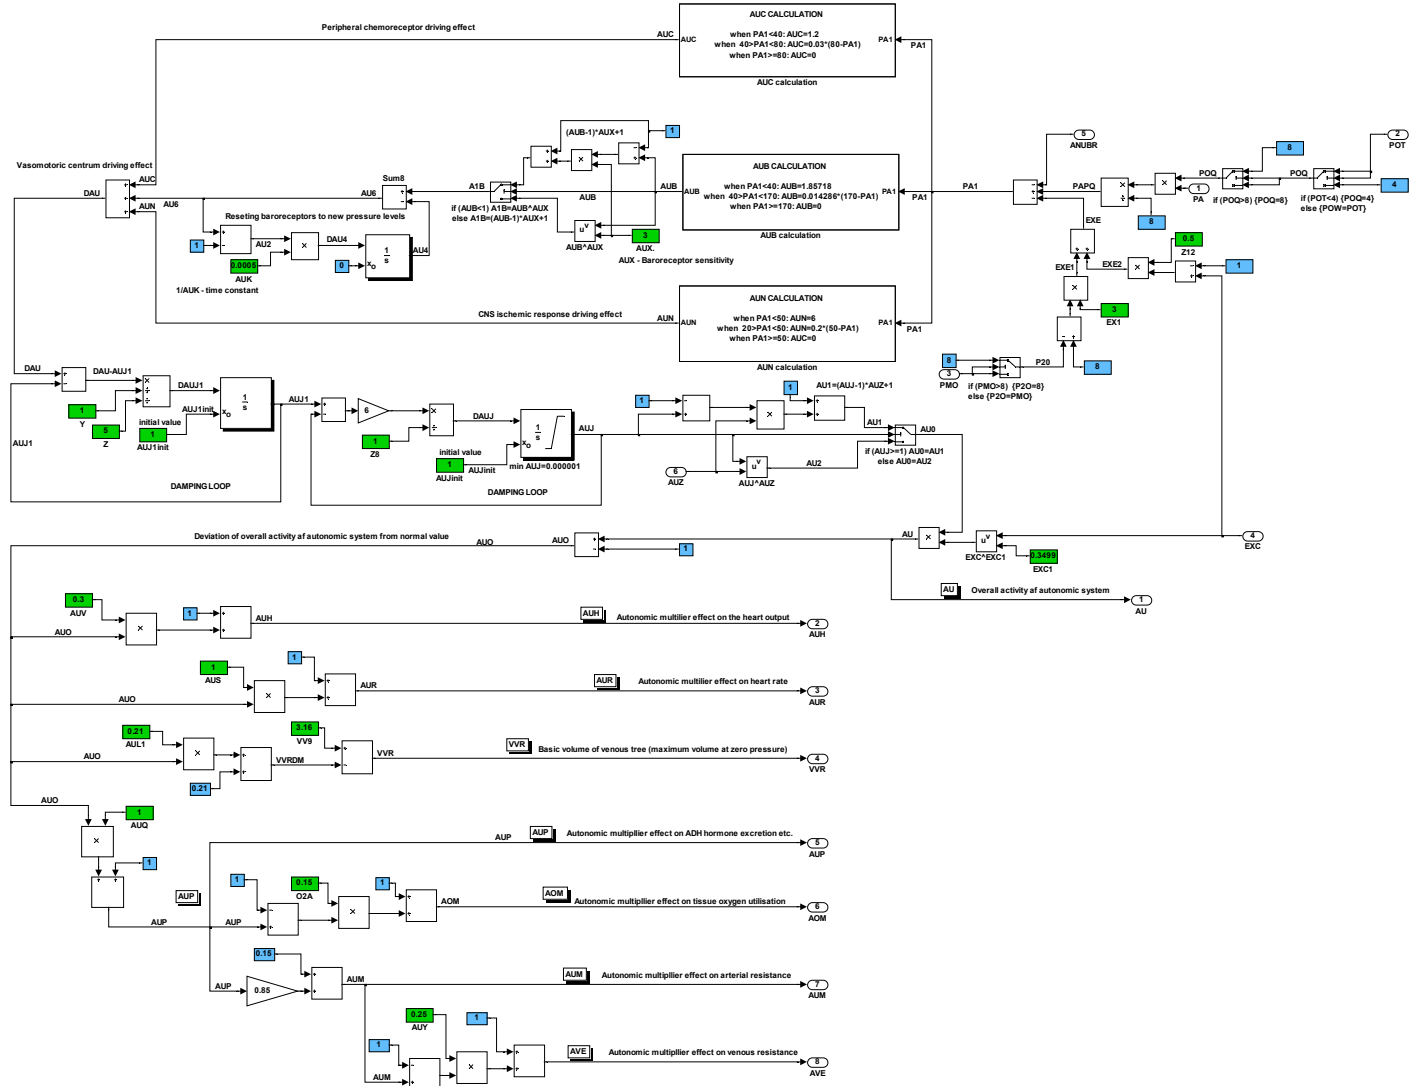 Peripheral chemoreceptor driving effect
AUC
AUC
AUC CALCULATION
when PA1<40: AUC=1.2
when 40>PA1<80: AUC=0.03*(80-PA1)
when PA1>=80: AUC=0
PA1
PA1
AUC calculation
(AUB-1)*AUX+1
1
5
ANUBR
2
POT
8
4
POQ
POQ
if (POQ>8) {POQ=8}
if (POT<4) {POQ=4}
else {POW=POT}
1
PA
PAPQ
8
Vasomotoric centrum driving effect
DAU
AUC
AUN
AU6
Sum8
AU6
A1B
AUB
AUB
AUB
if (AUB<1) A1B=AUB^AUX
else A1B=(AUB-1)*AUX+1
AUB CALCULATION
when PA1<40: AUB=1.85718
when 40>PA1<170: AUB=0.014286*(170-PA1)
when PA1>=170: AUB=0
PA1
PA1
PA1
AUB calculation
u^v
AUB^AUX
3
AUX.
AUX - Baroreceptor sensitivity
Reseting baroreceptors to new pressure levels
1
AU2
0.0005
AUK
1/AUK - time constant
DAU4
0
xo
1
s
AU4
EXE
EXE1
EXE2
0.5
Z12
1
3
EX1
8
P20
8
3
PMO
if (PMO>8) {P2O=8}
else {P2O=PMO}
CNS ischemic response driving effect
AUN
AUN
AUN CALCULATION
when PA1<50: AUN=6
when 20>PA1<50: AUN=0.2*(50-PA1)
when PA1>=50: AUC=0
PA1
PA1
AUN calculation
DAU
DAU-AUJ1
1
Y
5
Z
DAUJ1
AUJ1init
initial value
1
AUJ1init
xo
1
s
AUJ1
AUJ1
DAMPING LOOP
6
1
Z8
DAUJ
initial value
1
AUJinit
AUJinit
xo
1
s
min AUJ=0.000001
AUJ
DAMPING LOOP
1
1
AU1=(AUJ-1)*AUZ+1
AU1
AU0
AU2
if (AUJ>=1) AU0=AU1
else AU0=AU2
6
AUZ
u^v
AUJ^AUZ
Deviation of overall activity af autonomic system from normal value
AUO
AUO
1
AU
u^v
EXC^EXC1
0.3499
EXC1
4
EXC
AU
Overall activity af autonomic system
1
AU
0.3
AUV
AUO
1
AUH
AUH
Autonomic multilier effect on the heart output
2
AUH
1
AUS
AUO
1
AUR
AUR
Autonomic multilier effect on heart rate
3
AUR
0.21
AUL1
AUO
0.21
VVRDM
3.16
VV9
VVR
VVR
Basic volume of venous tree (maximum volume at zero pressure)
4
VVR
AUO
1
AUQ
1
AUP
AUP
AUP
AUP
AUP
Autonomic multipllier effect on ADH hormone excretion etc.
5
AUP
1
0.15
O2A
1
AOM
AOM
Autonomic multipllier effect on tissue oxygen utilisation
6
AOM
0.15
AUP
0.85
AUM
AUM
Autonomic multipllier effect on arterial resistance
7
AUM
1
AUM
0.25
AUY
1
AVE
Autonomic multipllier effect on venous resistance
8
AVE